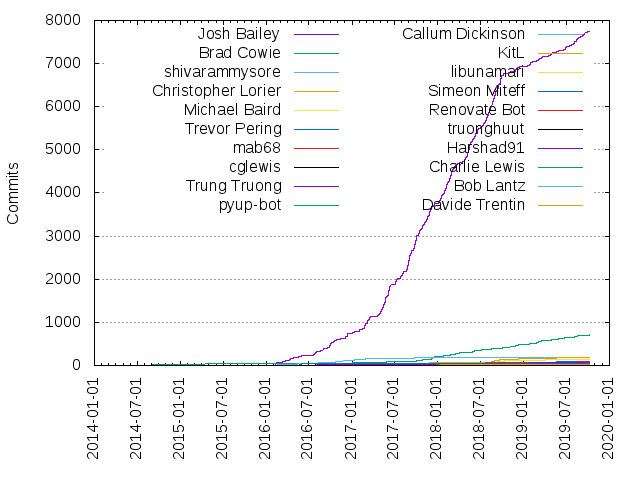 8000
7000
6000
5000
4000
3000
2000
1000
0
Commits
Josh Bailey
Brad Cowie
shivarammysore
Christopher Lorier
Michael Baird
Trevor Pering
mab68
cglewis
Trung Truong
pyup-bot
Callum Dickinson
KitL
libunamari
Simeon Miteff
Renovate Bot
truonghuut
Harshad91
Charlie Lewis
Bob Lantz
Davide Trentin
2014-01-01
2014-07-01
2015-01-01
2015-07-01
2016-01-01
2016-07-01
2017-01-01
2017-07-01
2018-01-01
2018-07-01
2019-01-01
2019-07-01
2020-01-01